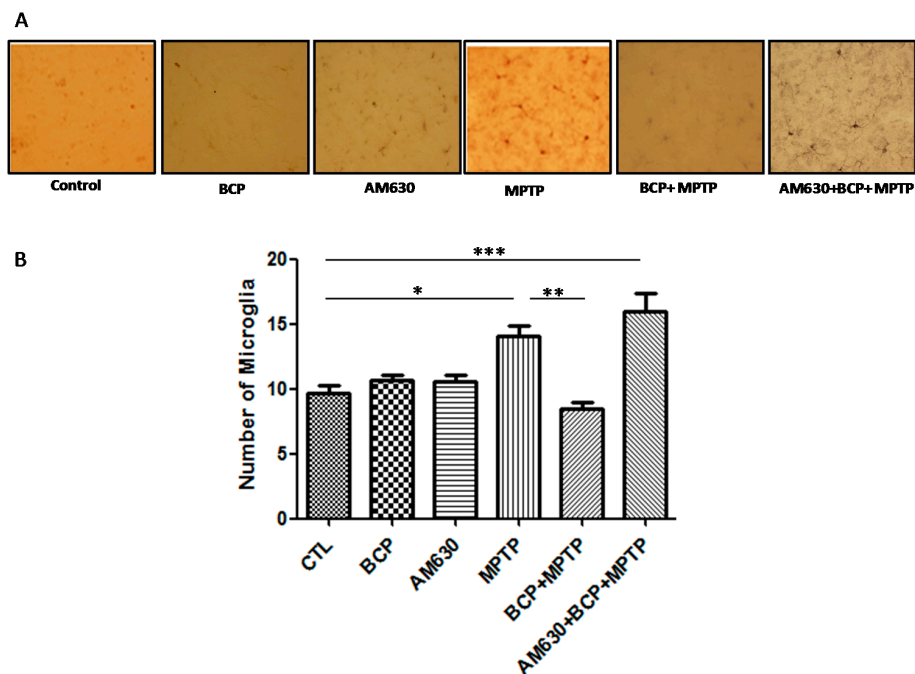 A
Control
BCP
AM630
MPTP
BCP+MPTP
AM630+BCP+MPTP
B
Number of Microglia
20
15
10
5
0
***
*
**
CTL
BCP
AM630
MPTP
BCP+MPTP
AM630+BCP+MPTP